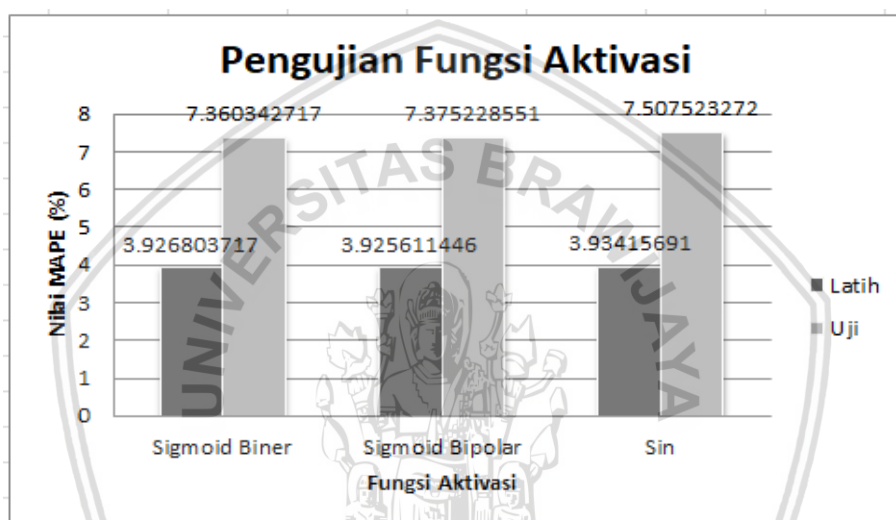 Pengujian Fungsi Aktivasi
Nilai MAPE (%)
8
7
6
5
4
3
2
1
0
7.360342717
7.375228551
7.507523272
3.926803717
3.925611446
3.93415691
Latih
Uji
Sigmoid Biner
Sigmoid Bipolar
Sin
Fungsi Aktivasi
UNIVERSITAS BRAWIJAYA